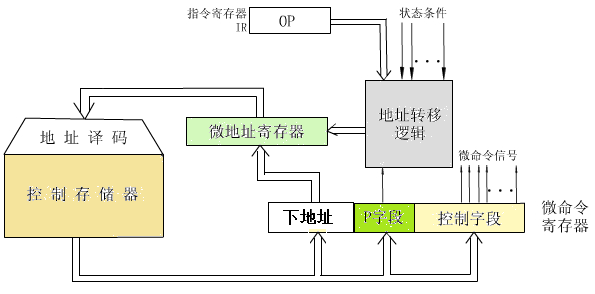 指令寄存器
IR
OP
状态条件
地址转移
逻辑
微地址寄存器
地址译码
控制存储器
微命令信号
下地址
P字段
控制字段
微命令
寄存器